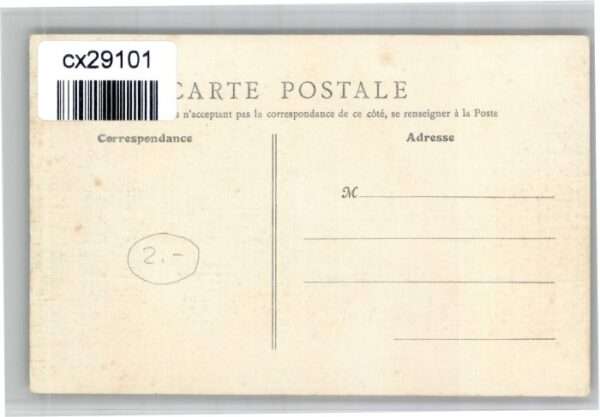 cx29101
CARTE POSTALE
n'acceptant pas la correspondance de ce côté, se renseigner à la Poste
Correspondance
Adresse
M
2.-